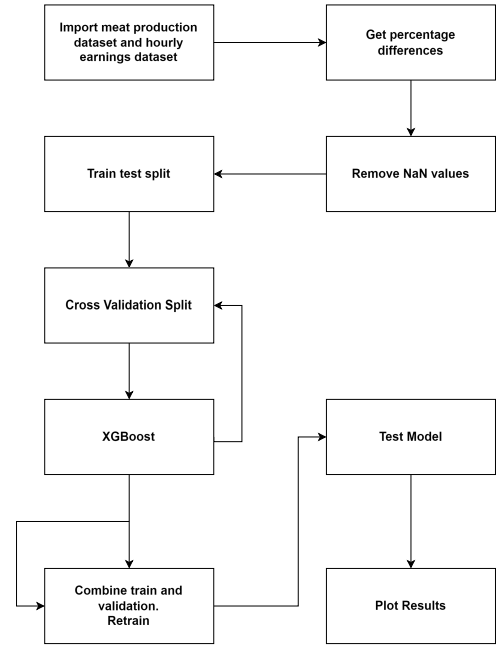 Import meat production
dataset and hourly
earnings dataset
Get percentage
differences
Remove NaN values
Train test split
Cross Validation Split
XGBoost
Combine train and
validation.
Retrain
Test Model
Plot Results